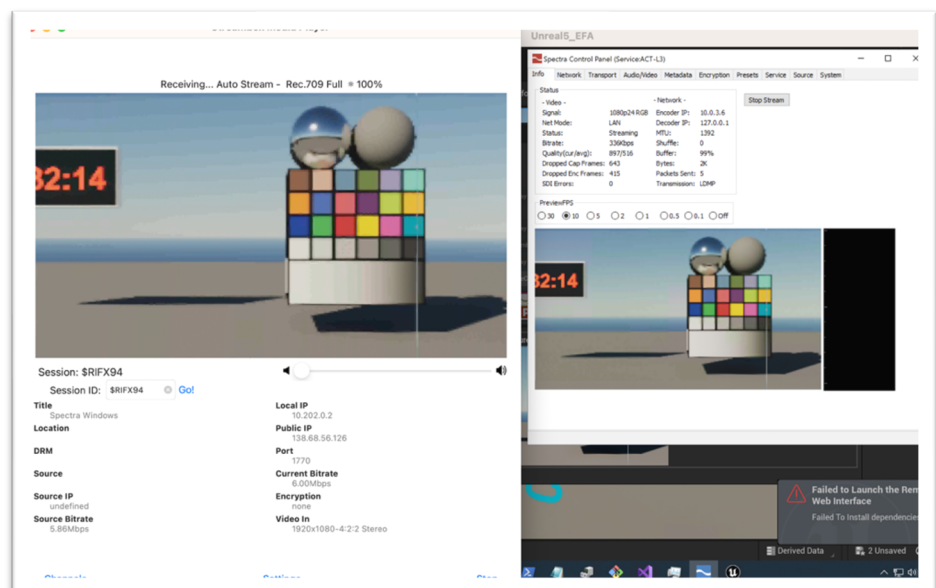 Receiving... Auto Stream - Rec.709 Full 100%
32:14
Session: $RIFX94
Session ID: $RIFX94 Go!
Title
Spectra Windows
Location
DRM
Source
Source IP
undefined
Source Bitrate
5.86Mbps
Local IP
10.202.0.2
Public IP
138.68.56.126
Port
1770
Current Bitrate
6.00Mbps
Encryption
none
Video In
1920x1080-4:2:2 Stereo
Channels Settings Stop
Unreal5_EFA
Spectra Control Panel (Service:ACT-L3)
Info Network Transport Audio/Video Metadata Encryption Presets Service Source System
Status
- Video - - Network - Stop Stream
Signal: 1080p24 RGB Encoder IP: 10.0.3.6
Net Mode: LAN Decoder IP: 127.0.0.1
Status: Streaming MTU: 1392
Bitrate: 336Kbps Shuffle: 0
Quality(cur/avg): 897/516 Buffer: 99%
Dropped Cap Frames: 643 Bytes: 2K
Dropped Enc Frames: 415 Packets Sent: 5
SDI Errors: 0 Transmission: LDMP
PreviewFPS
30 10 5 2 1 0.5 0.1 Off
32:14
Failed to Launch the Rem
Web Interface
Failed To Install dependencie
Derived Data 2 Unsaved